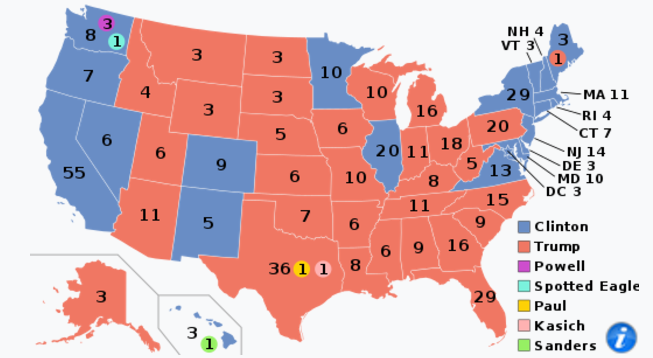 NH 4
VT 3
3
1
8
3
1
3
3
10
7
4
3
3
10
16
29
MA 11
RI 4
CT 7
NJ 14
DE 3
MD 10
DC 3
6
5
6
20
11
18
20
55
6
9
6
10
8
5
13
11
5
7
6
11
15
36
1
1
8
6
9
16
9
29
3
3
1
Clinton
Trump
Powell
Spotted Eagle
Paul
Kasich
Sanders
i